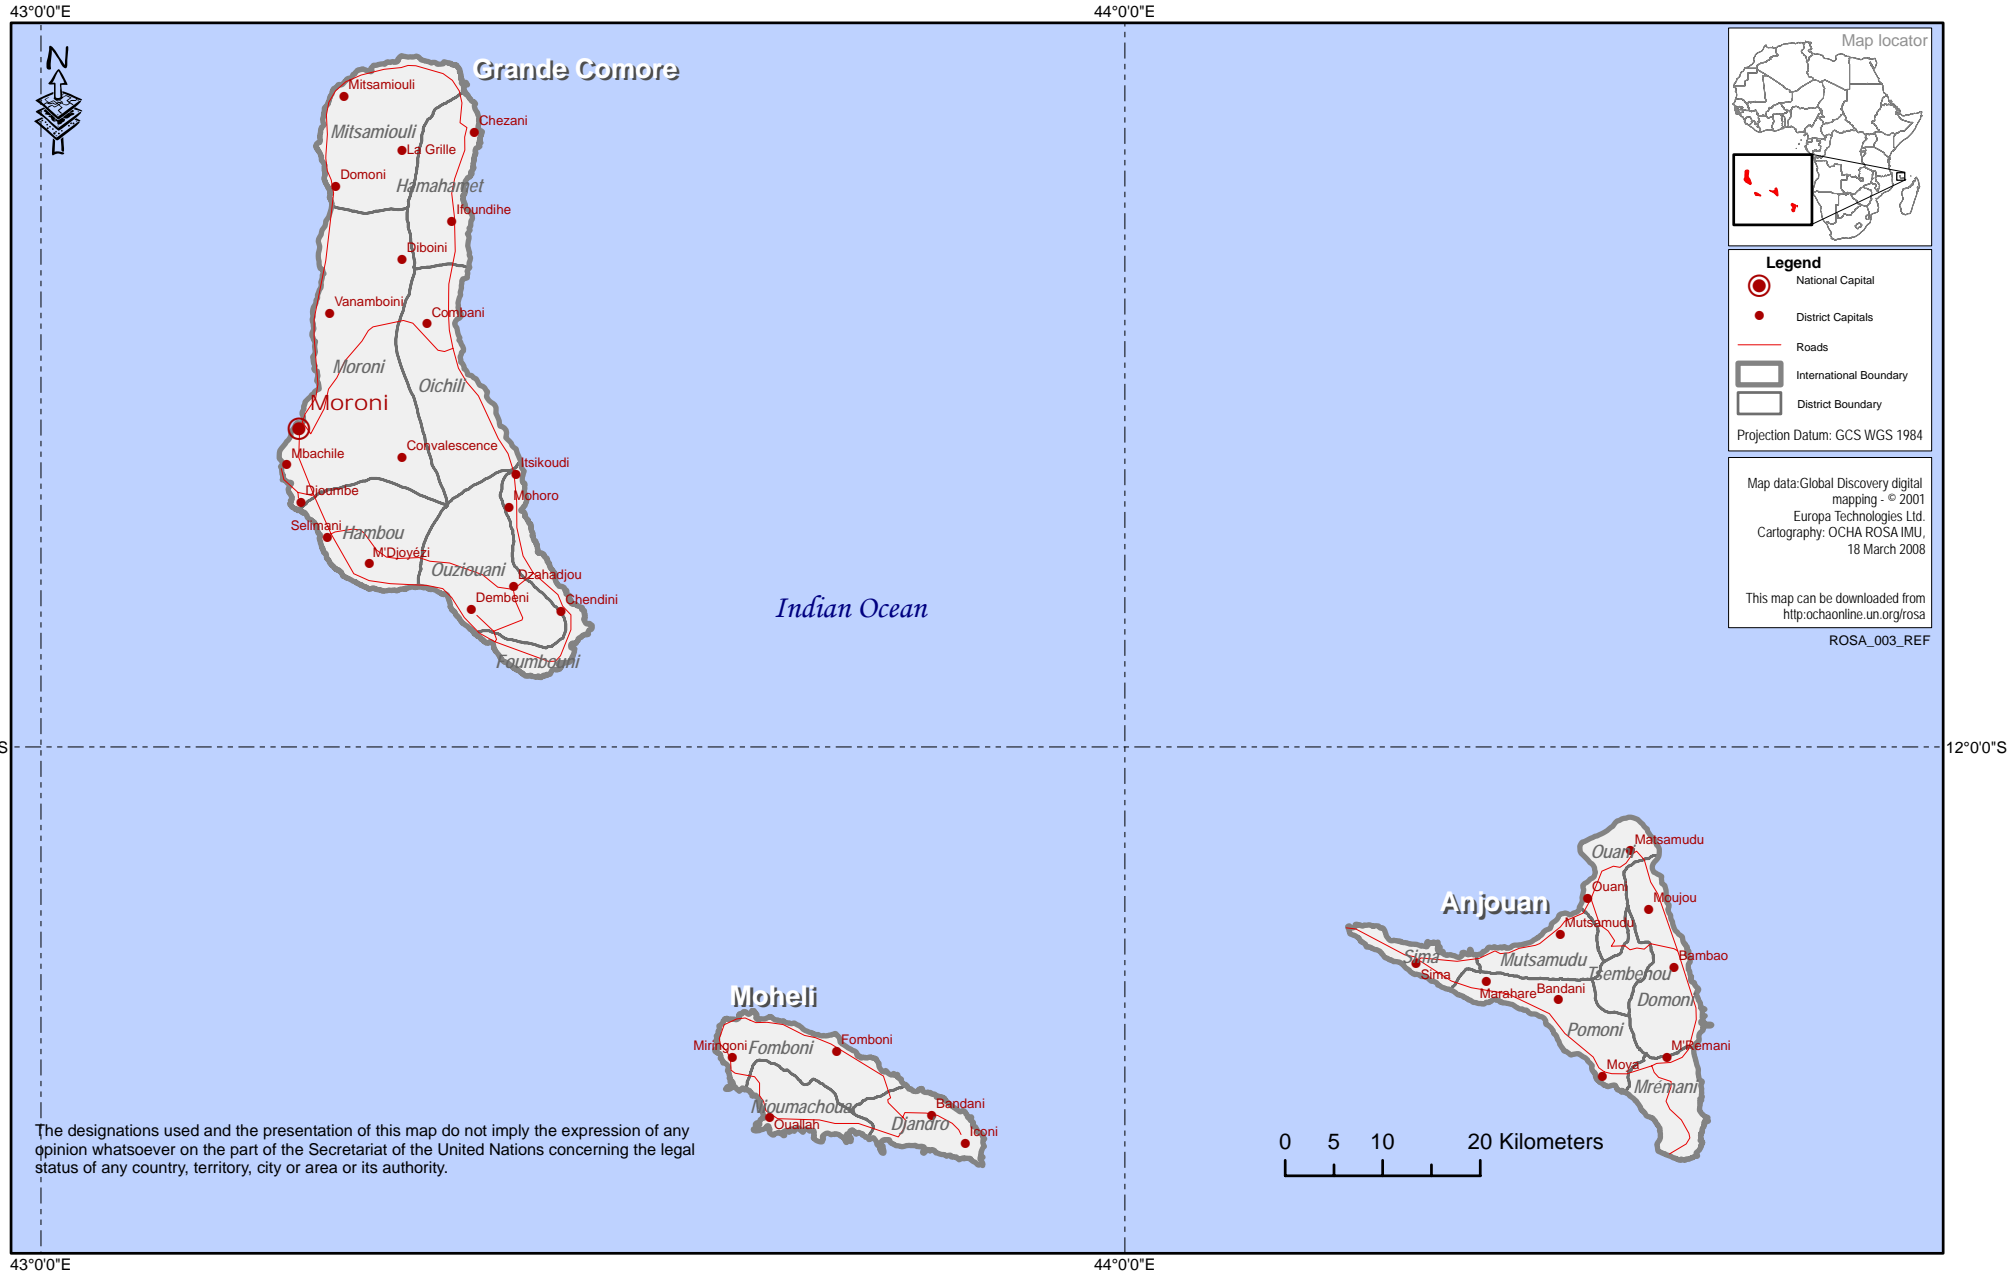 43°0'0"E
44°0'0"E
N
Grande Comore
Mitsamiouli
Chezani
Mitsamiouli
La Grille
Domoni
Hamahamet
Ifoundihe
Diboini
Vanamboini
Combani
Moroni
Oichili
Moroni
Convalescence
Mbachile
Itsikoudi
Djoumbe
Mohoro
Selimani
Hambou
M'Djoyézi
Ouziouani
Dzahadjou
Dembeni
Chendini
Foumbouni
Indian Ocean
Map locator
Legend
National Capital
District Capitals
Roads
International Boundary
District Boundary
Projection Datum: GCS WGS 1984
Map data:Global Discovery digital
mapping - © 2001
Europa Technologies Ltd.
Cartography: OCHA ROSA IMU,
18 March 2008
This map can be downloaded from
http:ochaonline.un.org/rosa
ROSA_003_REF
S
12°0'0"S
Matsamudu
Ouani
Anjouan
Ouani
Moujou
Mutsamudu
Sima
Mutsamudu
Bambao
Sima
Tsembehou
Marahare
Bandani
Domoni
Pomoni
M'Remani
Moya
Mrémani
Moheli
Miringoni
Fomboni
Fomboni
Nioumachoua
Bandani
Ouallah
Djandro
Iconi
The designations used and the presentation of this map do not imply the expression of any
opinion whatsoever on the part of the Secretariat of the United Nations concerning the legal
status of any country, territory, city or area or its authority.
0 5 10 20 Kilometers
43°0'0"E
44°0'0"E